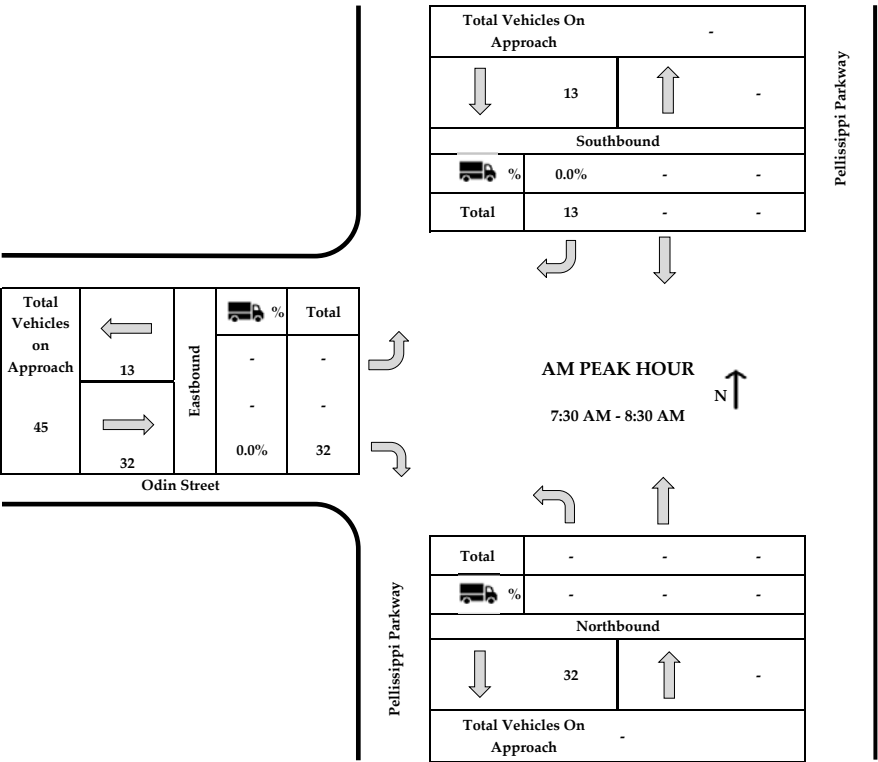 Total Vehicles On
Approach
-
13
-
Southbound
% 0.0% - -
Total 13 - -
Pellissippi Parkway
Total
Vehicles
on
Approach
45
13
32
Eastbound
% Total
- -
- -
0.0% 32
Odin Street
AM PEAK HOUR
N
7:30 AM - 8:30 AM
Pellissippi Parkway
Total - - -
% - - -
Northbound
32
-
Total Vehicles On
Approach
-